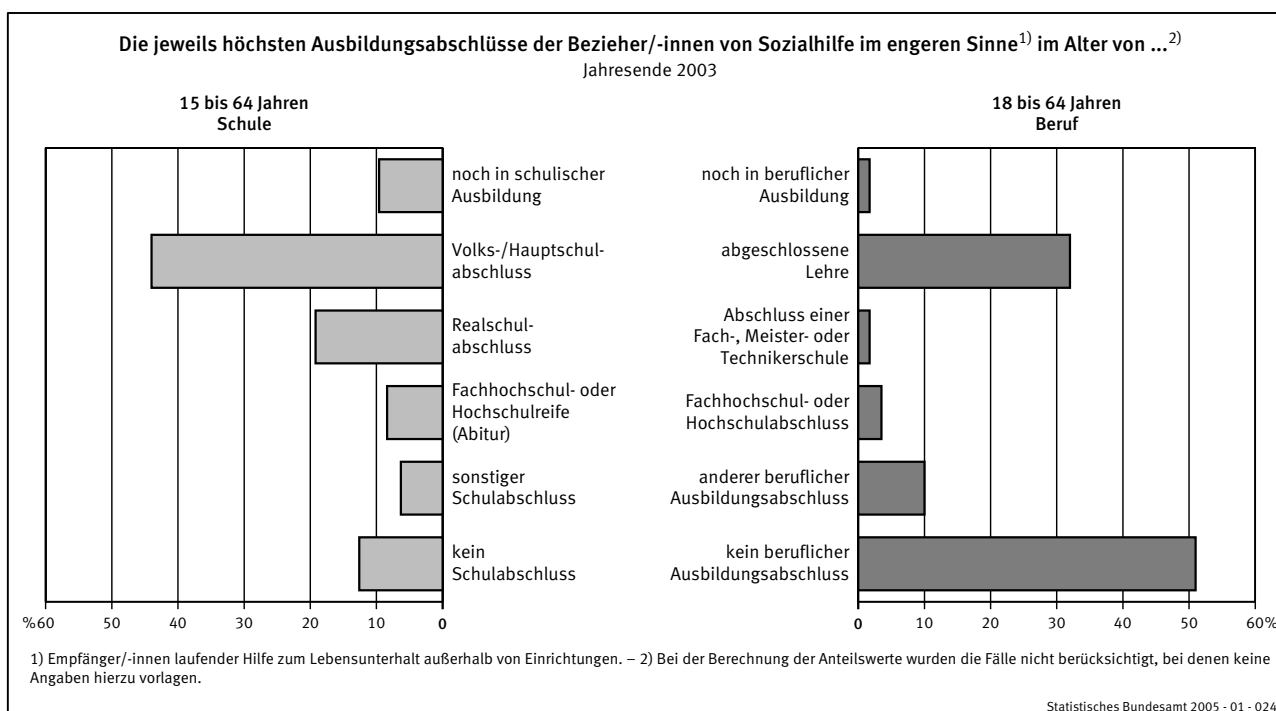 Die jeweils höchsten Ausbildungsabschlüsse der Bezieher/-innen von Sozialhilfe im engeren Sinne1) im Alter von ...2)
Jahresende 2003
15 bis 64 Jahren
Schule
18 bis 64 Jahren
Beruf
noch in schulischer
Ausbildung
noch in beruflicher
Ausbildung
Volks-/Hauptschul-
abschluss
abgeschlossene
Lehre
Realschul-
abschluss
Abschluss einer
Fach-, Meister- oder
Technikerschule
Fachhochschul- oder
Hochschulreife
(Abitur)
Fachhochschul- oder
Hochschulabschluss
sonstiger
Schulabschluss
anderer beruflicher
Ausbildungsabschluss
kein
Schulabschluss
kein beruflicher
Ausbildungsabschluss
%60 50 40 30 20 10 0
0 10 20 30 40 50 60%
1) Empfänger/-innen laufender Hilfe zum Lebensunterhalt außerhalb von Einrichtungen. – 2) Bei der Berechnung der Anteilswerte wurden die Fälle nicht berücksichtigt, bei denen keine
Angaben hierzu vorlagen.
Statistisches Bundesamt 2005 - 01 - 024